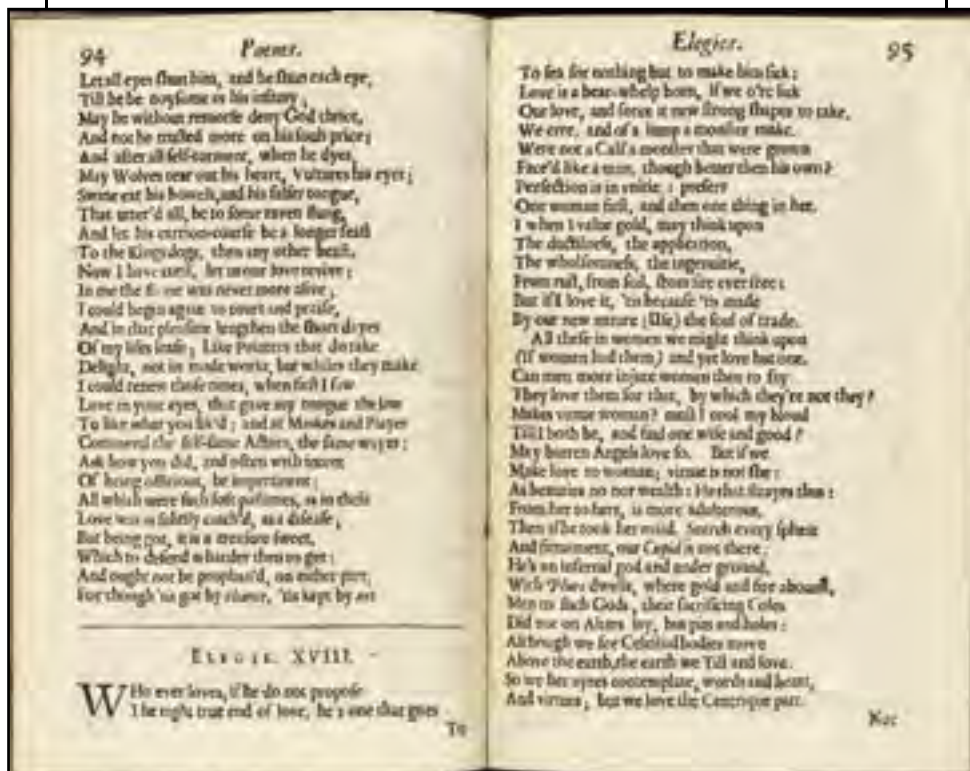 94 Poems.
Let all eyes shun him, and he shun each eye,
Till he be noysome as his infamy;
May he without remorse deny God thrice,
And not be trusted more on his souls price;
And after all self-torment, when he dyes,
May Wolves tear out his heart, Vultures his eyes;
Swine eat his bowels, and his falser tongue,
That utter'd all, be to some raven flung,
And let his carrion-coarse be a longer feast
To the Kings dogs, then any other beast.
Now I have curst, let us our love revive;
In me the flame was never more alive;
I could begin again to court and praise,
And in that pleasure lengthen the short dayes
Of my lifes lease; Like Painters that do take
Delight, not in made works, but whiles they make
I could renew those times, when first I saw
Love in your eyes, that gave my tongue the law
To like what you lik'd; and at Maskes and Playes
Commend the self-same Actors, the same wayes;
Ask how you did, and often with intent
Of being officious, be impertinent;
All which were such soft pastimes, as in these
Love was as subtilly catch'd, as a disease;
But being got, it is a treasure sweet,
Which to defend is harder then to get:
And ought not be prophan'd, on either part,
For though 'tis got by chance, 'tis kept by art
ELEGIE. XVIII.
WHo ever loves, if he do not propose
The right true end of love, he's one that goes
To
Elegies. 95
To sea for nothing but to make him sick:
Love is a bear-whelp born, if we o're lick
Our love, and force it new strong shapes to take,
We erre, and of a lump a monster make.
Were not a Calf a monster that were grown
Face'd like a man, though better then his own?
Perfection is in unitie: prefer
One woman first, and then one thing in her.
I when I value gold, may think upon
The ductilness, the application,
The wholsomness, the ingenuitie,
From rust, from soil, from fire ever free:
But if I love it, 'tis because 'tis made
By our new nature (Use) the soul of trade.
All these in women we might think upon
(If women had them) and yet love but one.
Can men more injure women then to say
They love them for that, by which they're not they?
Makes vertue woman? must I cool my bloud
Till I both be, and find one wise and good?
May barren Angels love so. But if we
Make love to woman; virtue is not she:
As beauties no nor wealth: He that strayes thus:
From her to hers, is more adulterous,
Then if he took her maid. Search every sphear
And firmament, our Cupid is not there:
He's an infernal god and under ground,
With Pluto dwells, where gold and fire abound,
Men to such Gods, their sacrificing Coles
Did not on Altars lay, but pits and holes:
Although we see Celestial bodies move
Above the earth, the earth we Till and love:
So we her ayres contemplate, words and heart,
And virtues; but we love the Centrique part.
Nor